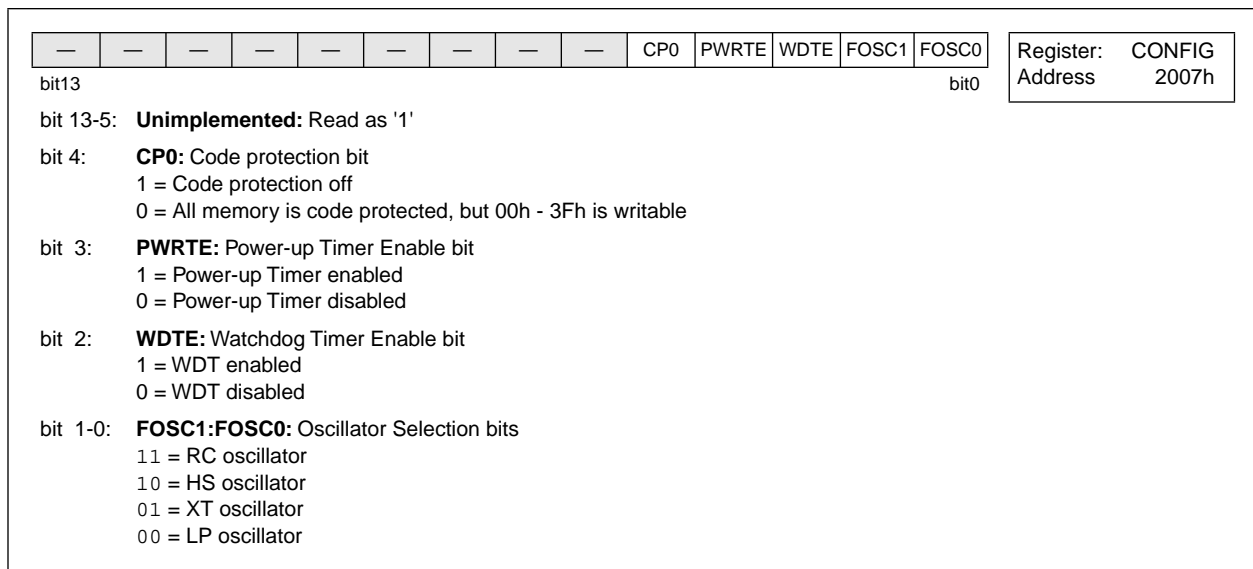 — — — — — — — — — CP0 PWRTE WDTE FOSC1 FOSC0
bit13 bit0
Register: CONFIG
Address 2007h
bit 13-5: Unimplemented: Read as '1'
bit 4: CP0: Code protection bit
1 = Code protection off
0 = All memory is code protected, but 00h - 3Fh is writable
bit 3: PWRTE: Power-up Timer Enable bit
1 = Power-up Timer enabled
0 = Power-up Timer disabled
bit 2: WDTE: Watchdog Timer Enable bit
1 = WDT enabled
0 = WDT disabled
bit 1-0: FOSC1:FOSC0: Oscillator Selection bits
11 = RC oscillator
10 = HS oscillator
01 = XT oscillator
00 = LP oscillator